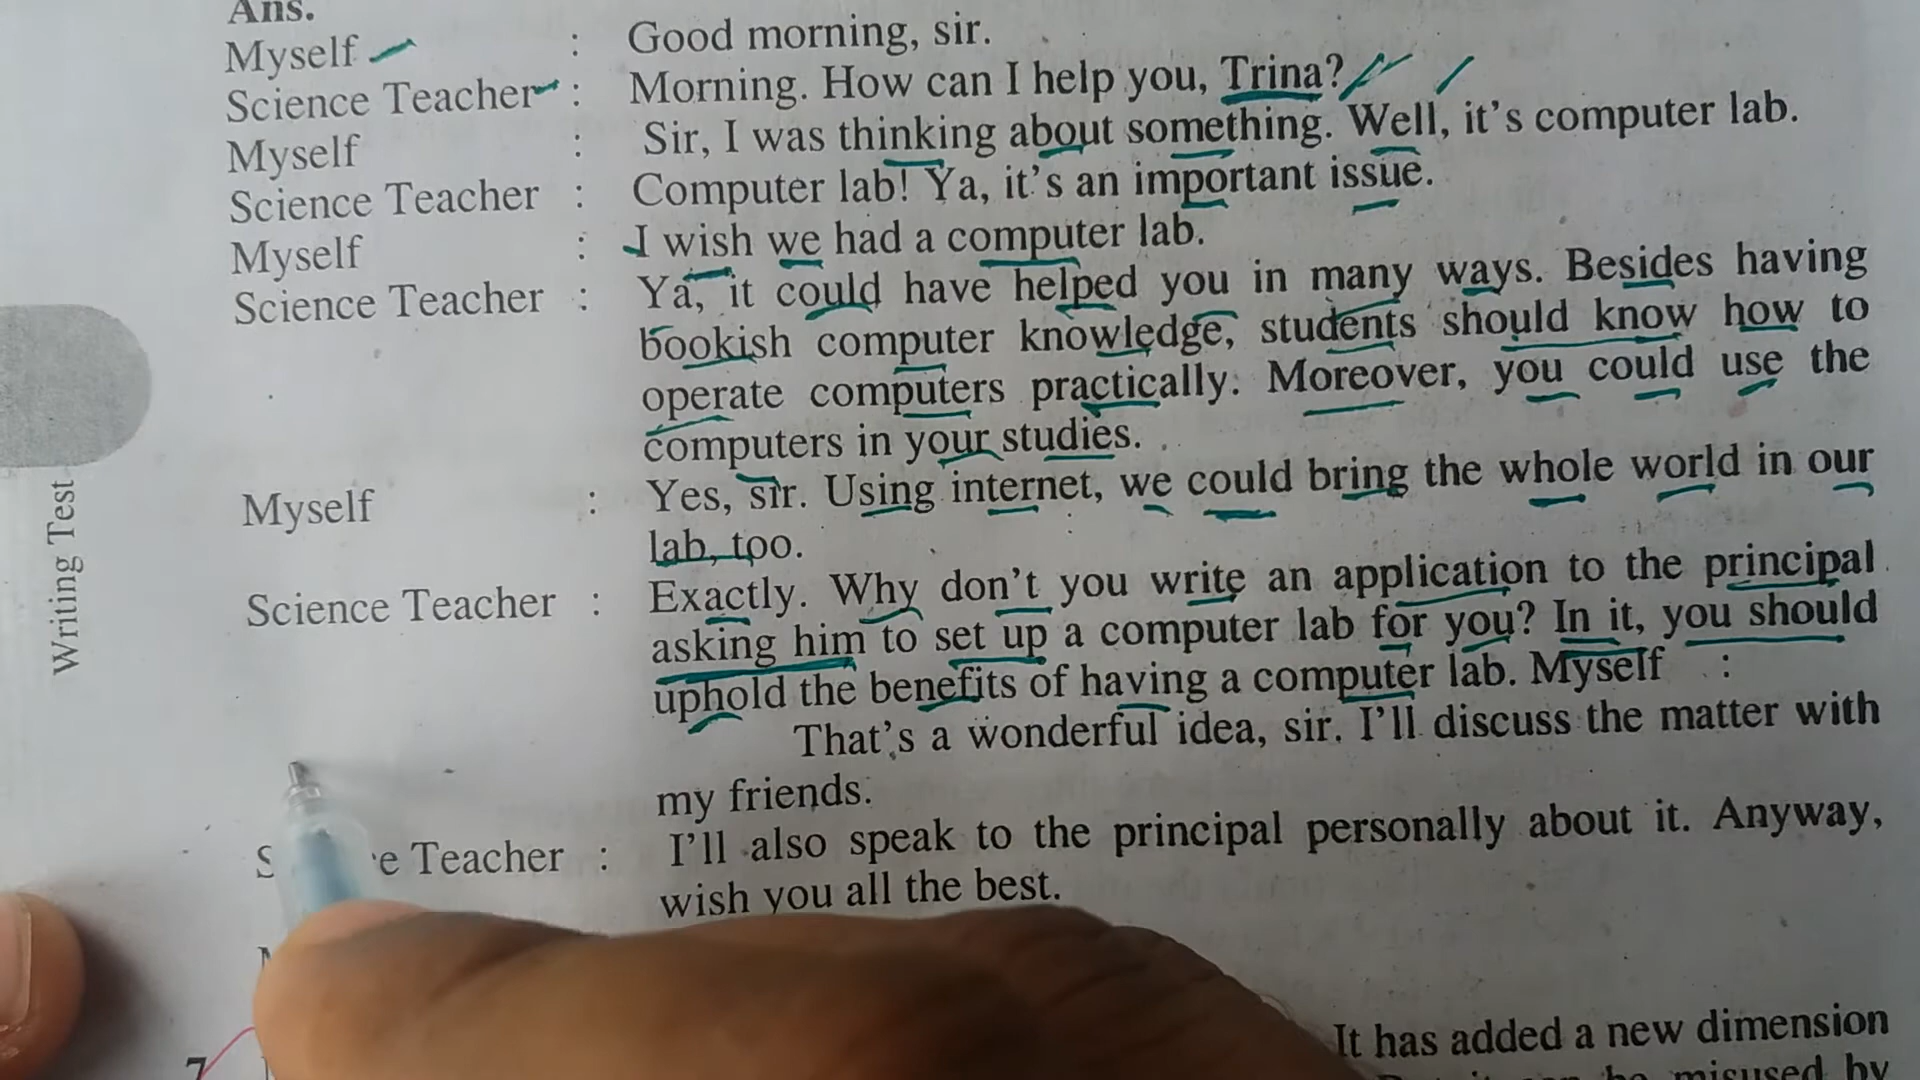 Ans.
Myself : Good morning, sir.
Science Teacher : Morning. How can I help you, Trina?
Myself : Sir, I was thinking about something. Well, it's computer lab.
Science Teacher : Computer lab! Ya, it's an important issue.
Myself : I wish we had a computer lab.
Science Teacher : Ya, it could have helped you in many ways. Besides having
bookish computer knowledge, students should know how to
operate computers practically. Moreover, you could use the
computers in your studies.
Myself : Yes, sir. Using internet, we could bring the whole world in our
lab, too.
Science Teacher : Exactly. Why don't you write an application to the principal
asking him to set up a computer lab for you? In it, you should
uphold the benefits of having a computer lab. Myself :
That's a wonderful idea, sir. I'll discuss the matter with
my friends.
Teacher : I'll also speak to the principal personally about it. Anyway,
wish you all the best.
It has added a new dimension
misused by
7
Writing Test